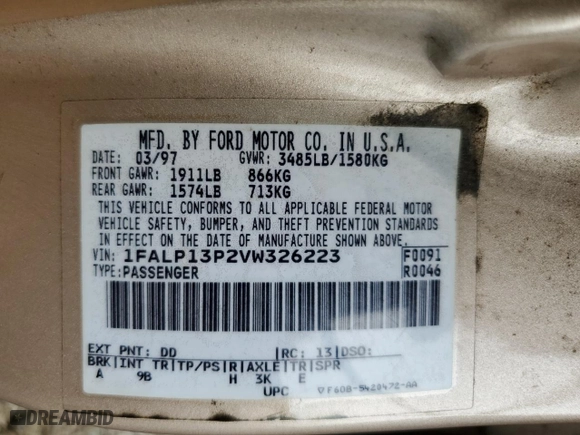 MFD. BY FORD MOTOR CO. IN U.S.A.
DATE: 03/97 GVWR: 3485LB/1580KG
FRONT GAWR: 1911LB 866KG
REAR GAWR: 1574LB 713KG
THIS VEHICLE CONFORMS TO ALL APPLICABLE FEDERAL MOTOR
VEHICLE SAFETY, BUMPER, AND THEFT PREVENTION STANDARDS
IN EFFECT ON THE DATE OF MANUFACTURE SHOWN ABOVE.
VIN: 1FALP13P2VW326223 F0091
TYPE: PASSENGER R0046
EXT PNT: DD RC: 13 DSO:
BRK INT TR TP/PS R AXLE TR SPR
A 9B H 3K E
UPC F60B-5420472-AA
DREAMBID